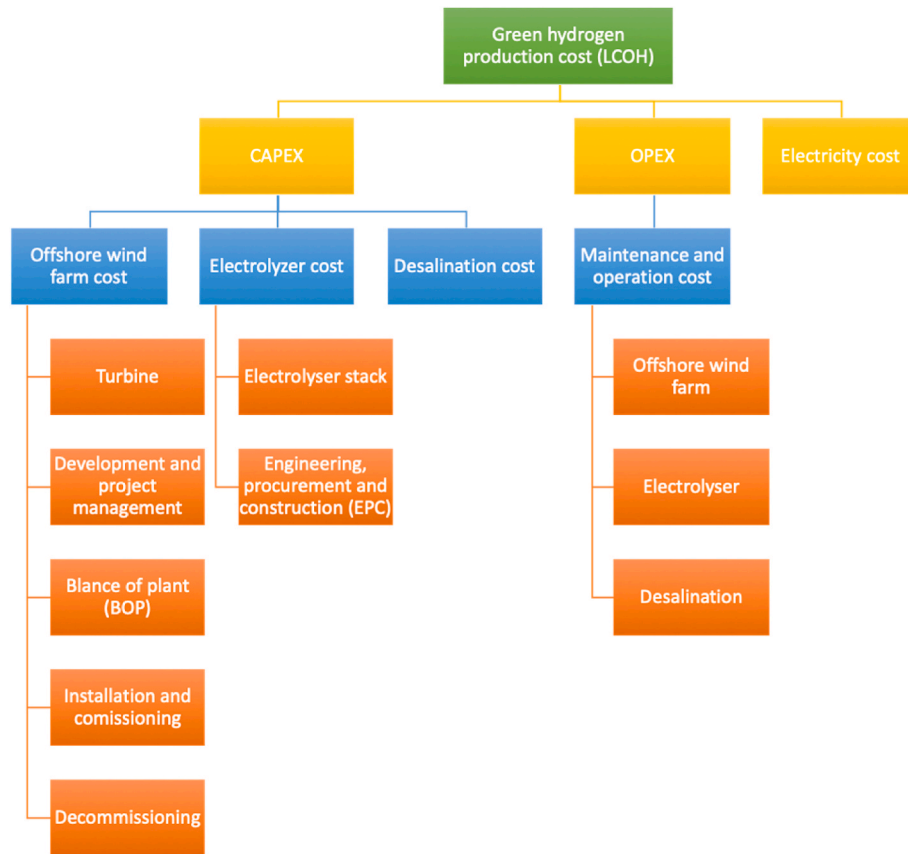 Green hydrogen
production cost (LCOH)
CAPEX
OPEX
Electricity cost
Offshore wind
farm cost
Electrolyzer cost
Desalination cost
Maintenance and
operation cost
Turbine
Development and
project
management
Blance of plant
(BOP)
Installation and
comissioning
Decommissioning
Electrolyser stack
Engineering,
procurement and
construction (EPC)
Offshore wind
farm
Electrolyser
Desalination